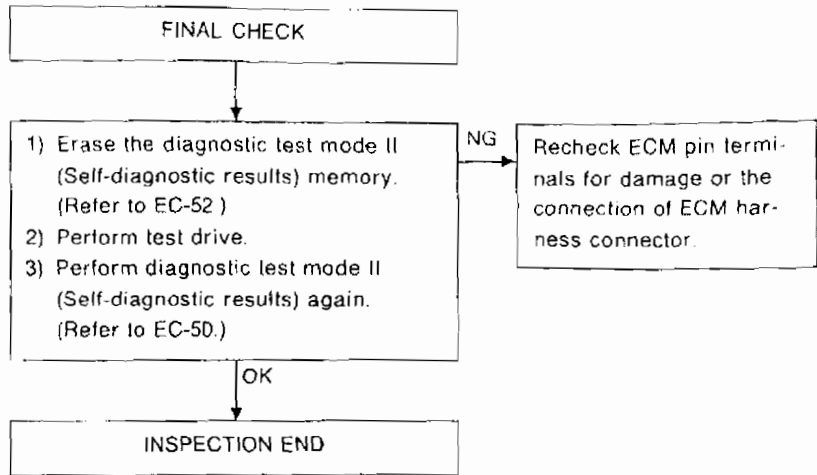 FINAL CHECK
1) Erase the diagnostic test mode II
(Self-diagnostic results) memory.
(Refer to EC-52 )
2) Perform test drive.
3) Perform diagnostic test mode II
(Self-diagnostic results) again.
(Refer to EC-50.)
NG
Recheck ECM pin termi-
nals for damage or the
connection of ECM har-
ness connector.
OK
INSPECTION END